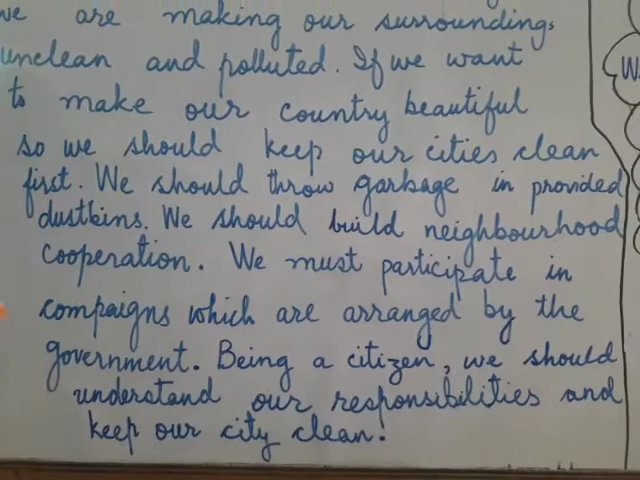 we are making our surroundings
unclean and polluted. If we want
to make our country beautiful
so we should keep our cities clean
first. We should throw garbage in provided
dustbins. We should build neighbourhood
cooperation. We must participate in
compaigns which are arranged by the
government. Being a citizen, we should
understand our responsibilities and
keep our city clean!